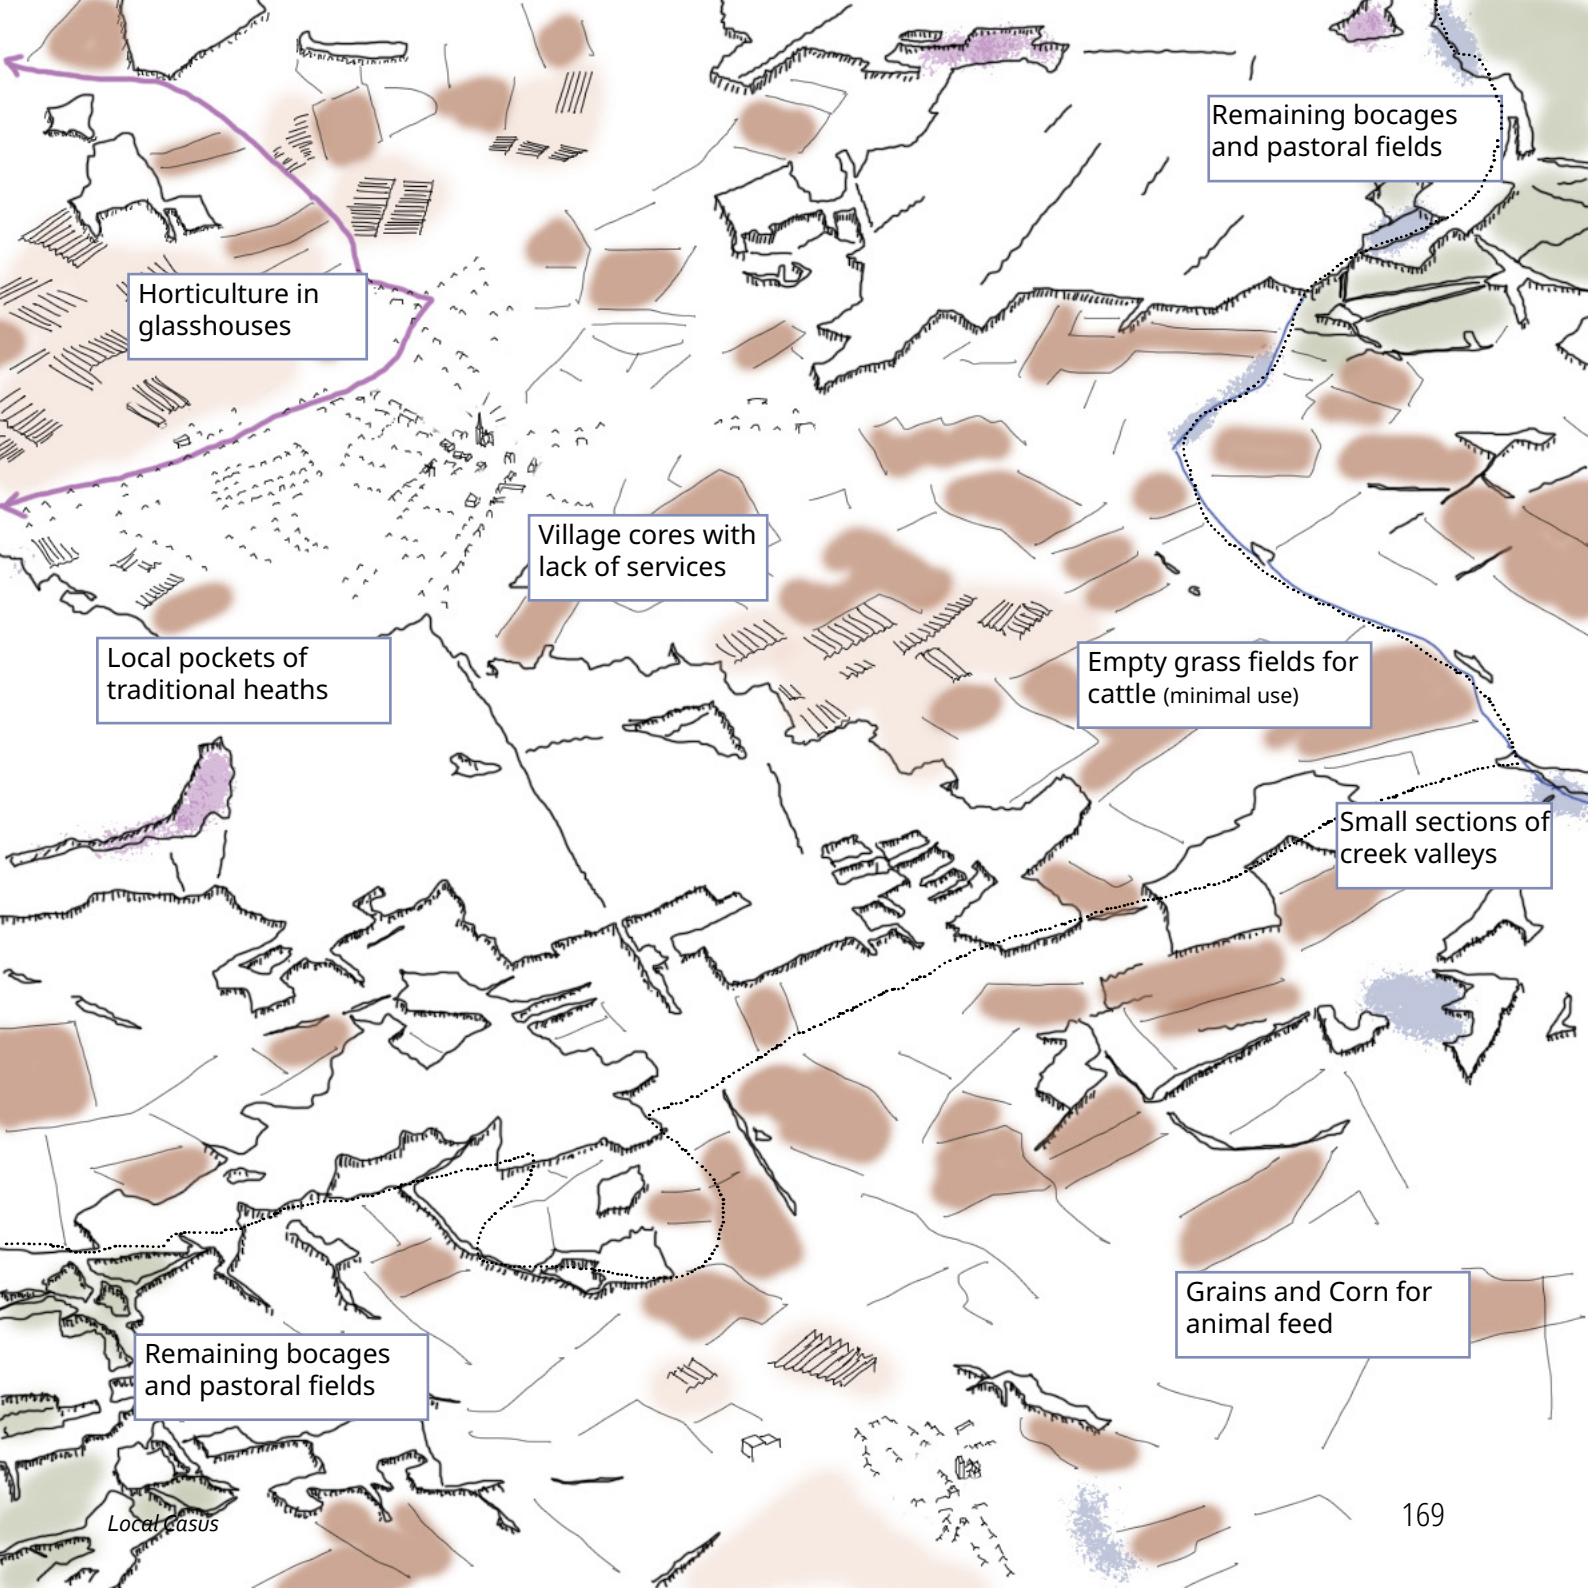 Remaining bocages
and pastoral fields
Horticulture in
glasshouses
Village cores with
lack of services
Local pockets of
traditional heaths
Empty grass fields for
cattle (minimal use)
Small sections of
creek valleys
Grains and Corn for
animal feed
Remaining bocages
and pastoral fields
Local Casus
169